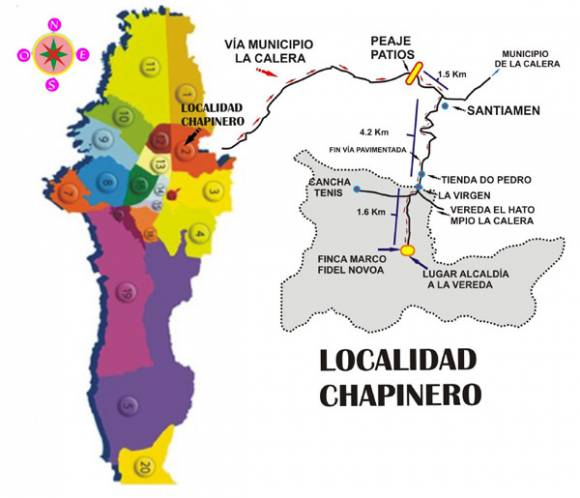 N
O
E
S
VÍA MUNICIPIO
LA CALERA
PEAJE
PATIOS
MUNICIPIO
DE LA CALERA
1.5 Km
SANTIAMEN
4.2 Km
FIN VÍA PAVIMENTADA
LOCALIDAD
CHAPINERO
TIENDA DO PEDRO
CANCHA
TENIS
LA VIRGEN
1.6 Km
VEREDA EL HATO
MPIO LA CALERA
FINCA MARCO
FIDEL NOVOA
LUGAR ALCALDÍA
A LA VEREDA
11
1
10
9
2
13
8
7
3
4
19
5
20
LOCALIDAD
CHAPINERO